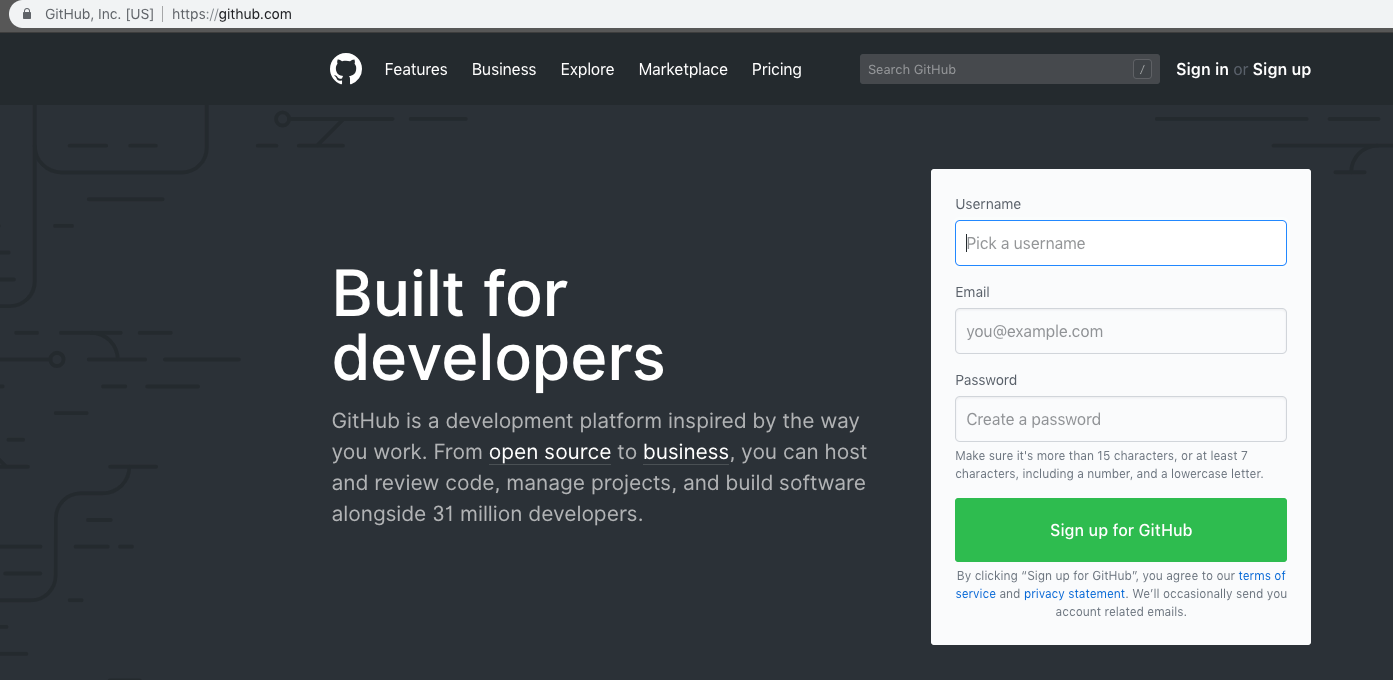 GitHub, Inc. [US] https://github.com
Features Business Explore Marketplace Pricing Search GitHub / Sign in or Sign up
Built for
developers
GitHub is a development platform inspired by the way
you work. From open source to business, you can host
and review code, manage projects, and build software
alongside 31 million developers.
Username
Pick a username
Email
you@example.com
Password
Create a password
Make sure it's more than 15 characters, or at least 7
characters, including a number, and a lowercase letter.
Sign up for GitHub
By clicking “Sign up for GitHub”, you agree to our terms of
service and privacy statement. We’ll occasionally send you
account related emails.